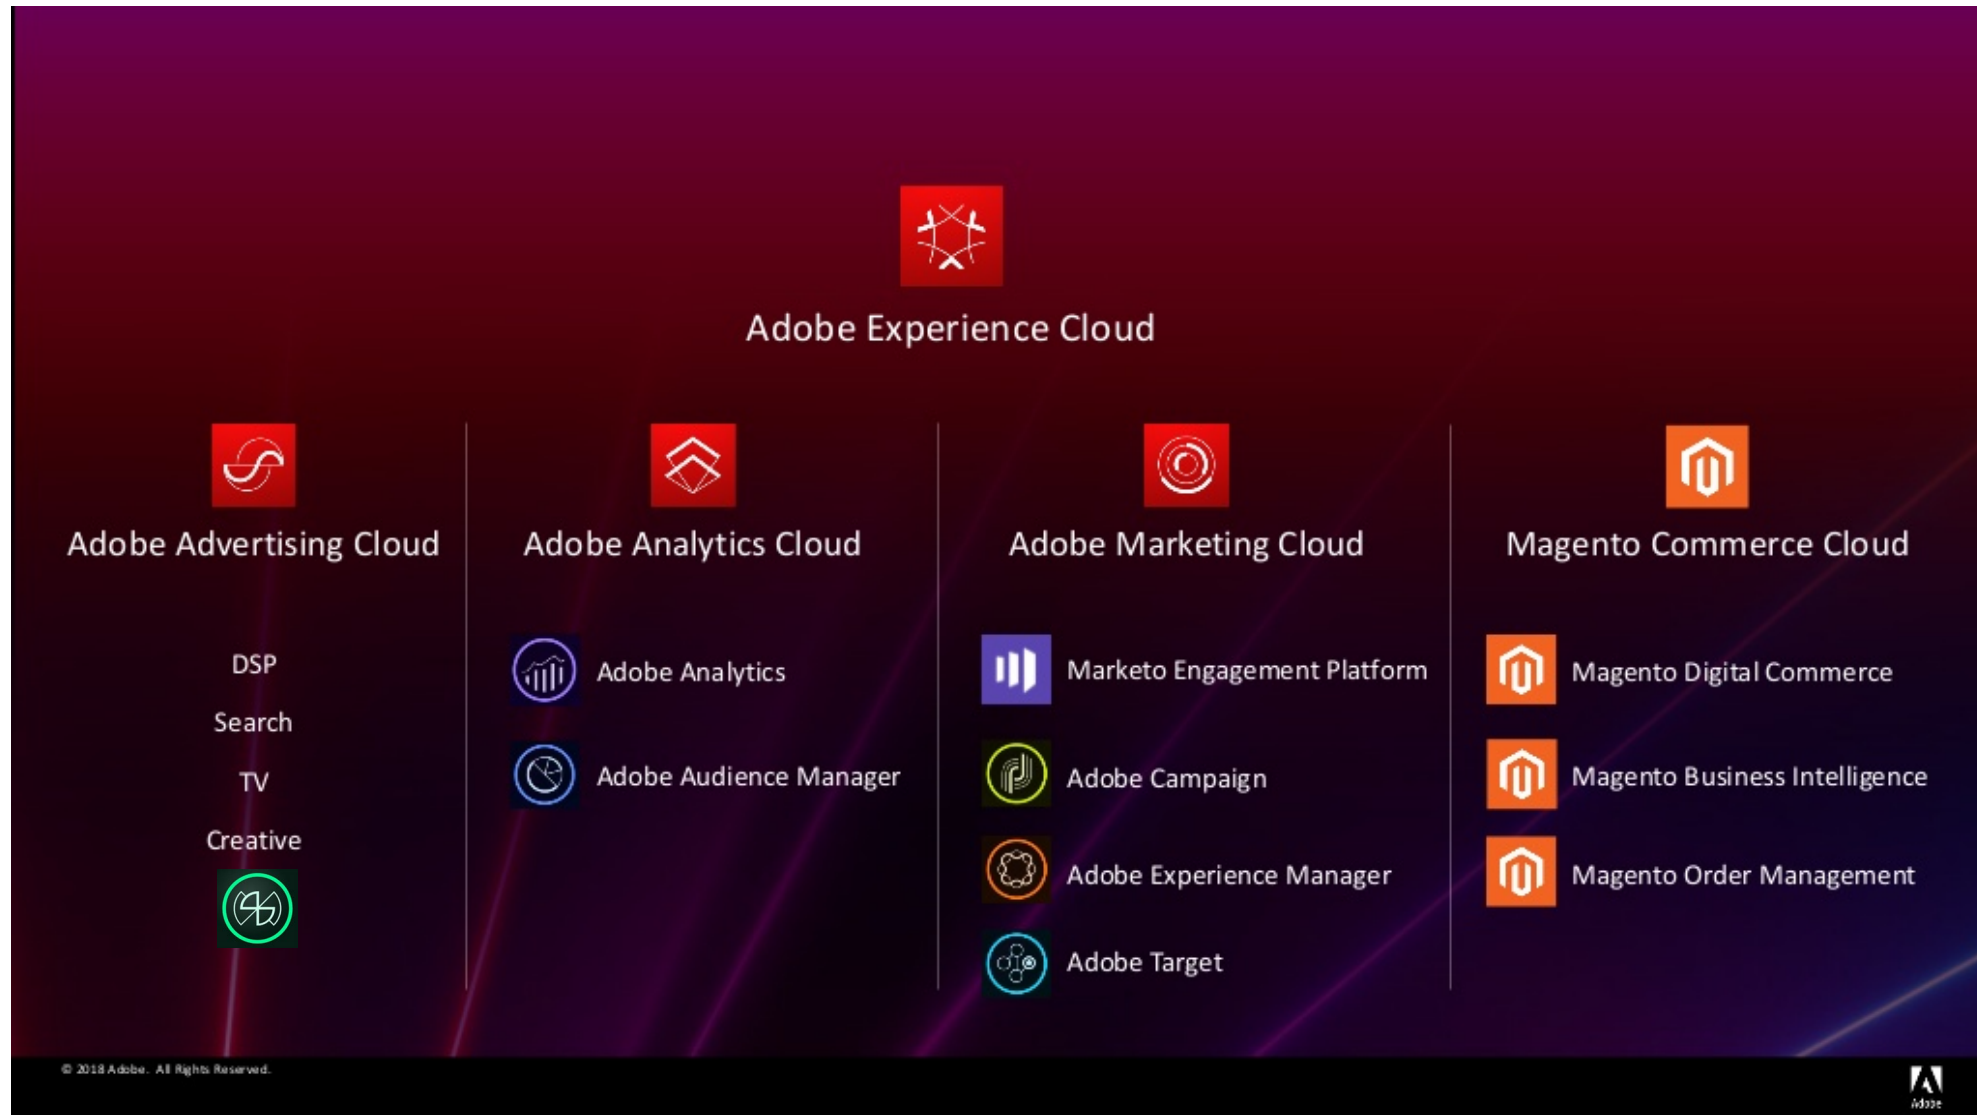 Adobe Experience Cloud
Adobe Advertising Cloud
DSP
Search
TV
Creative
Adobe Analytics Cloud
Adobe Analytics
Adobe Audience Manager
Adobe Marketing Cloud
Marketo Engagement Platform
Adobe Campaign
Adobe Experience Manager
Adobe Target
Magento Commerce Cloud
Magento Digital Commerce
Magento Business Intelligence
Magento Order Management
© 2018 Adobe. All Rights Reserved.
Adobe